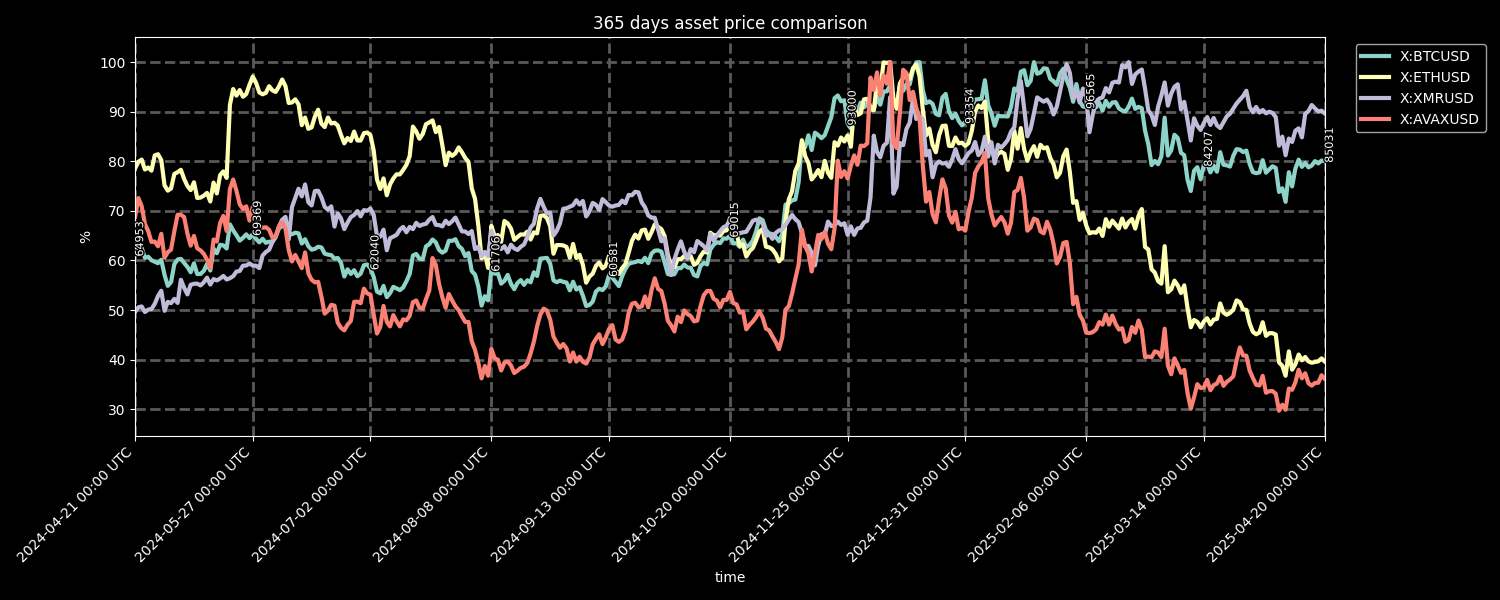 365 days asset price comparison
X:BTCUSD
X:ETHUSD
X:XMRUSD
X:AVAXUSD
%
100
90
80
70
60
50
40
30
64953
69369
62040
61706
60581
69015
93000
93354
96565
84207
85031
2024-04-21 00:00 UTC
2024-05-27 00:00 UTC
2024-07-02 00:00 UTC
2024-08-08 00:00 UTC
2024-09-13 00:00 UTC
2024-10-20 00:00 UTC
2024-11-25 00:00 UTC
2024-12-31 00:00 UTC
2025-02-06 00:00 UTC
2025-03-14 00:00 UTC
2025-04-20 00:00 UTC
time